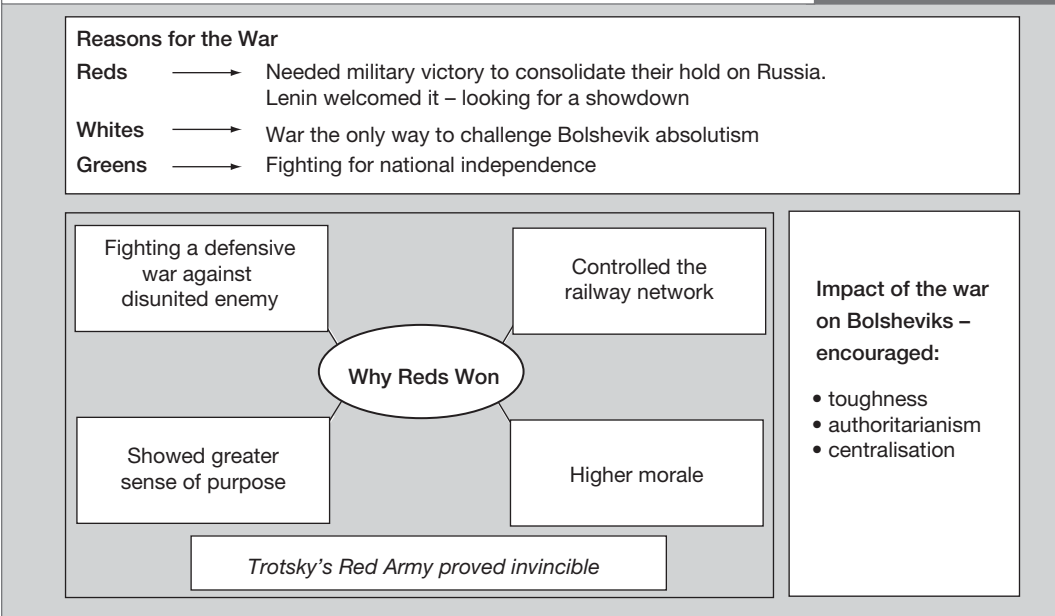 Reasons for the War
Reds Needed military victory to consolidate their hold on Russia.
Lenin welcomed it – looking for a showdown
Whites War the only way to challenge Bolshevik absolutism
Greens Fighting for national independence
Fighting a defensive
war against
disunited enemy
Controlled the
railway network
Why Reds Won
Showed greater
sense of purpose
Higher morale
Trotsky's Red Army proved invincible
Impact of the war
on Bolsheviks –
encouraged:
• toughness
• authoritarianism
• centralisation